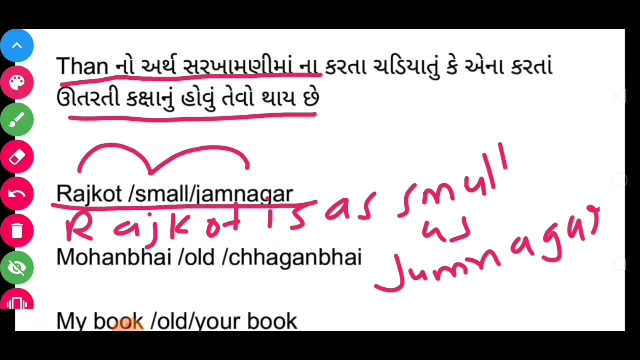 Than નો અર્થ સરખામણીમાં ના કરતા ચડિયાતું કે એના કરતાં
ઊતરતી કક્ષાનું હોવું તેવો થાય છે
Rajkot /small/jamnagar
Rajkot is as small
as
Jamnagar
Mohanbhai /old /chhaganbhai
My book /old/your book